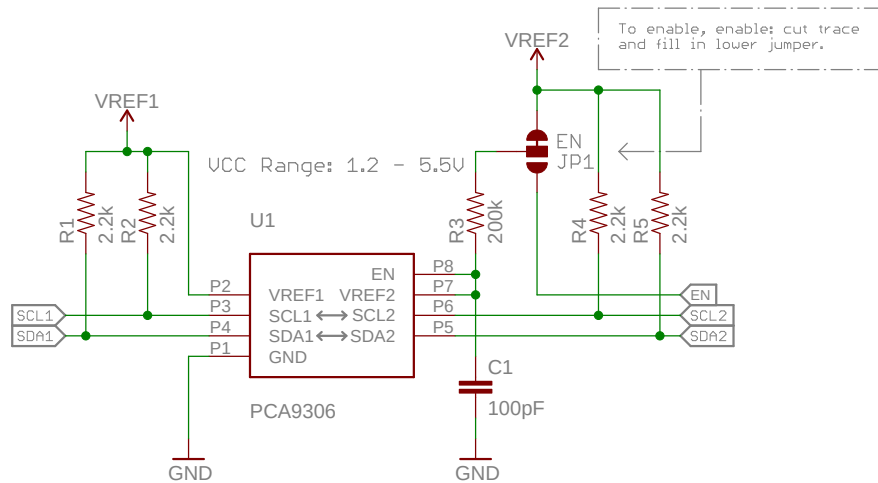 To enable, enable: cut trace
and fill in lower jumper.
VREF2
VREF1
EN
JP1
VCC Range: 1.2 - 5.5V
R1
2.2k
R2
2.2k
U1
R3
200k
R4
2.2k
R5
2.2k
EN
P8
P2
VREF1
VREF2
P7
EN
SCL1
P3
SCL1
SCL2
P6
SCL2
SDA1
P4
SDA1
SDA2
P5
SDA2
P1
GND
C1
100pF
PCA9306
GND
GND